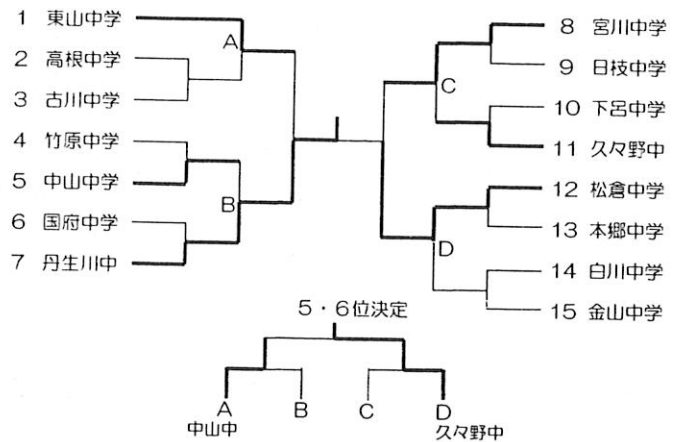 1 東山中学
2 高根中学
3 古川中学
4 竹原中学
5 中山中学
6 国府中学
7 丹生川中
A
B
8 宮川中学
9 日枝中学
10 下呂中学
11 久々野中
12 松倉中学
13 本郷中学
14 白川中学
15 金山中学
C
D
5・6位決定
A B C D
中山中 久々野中